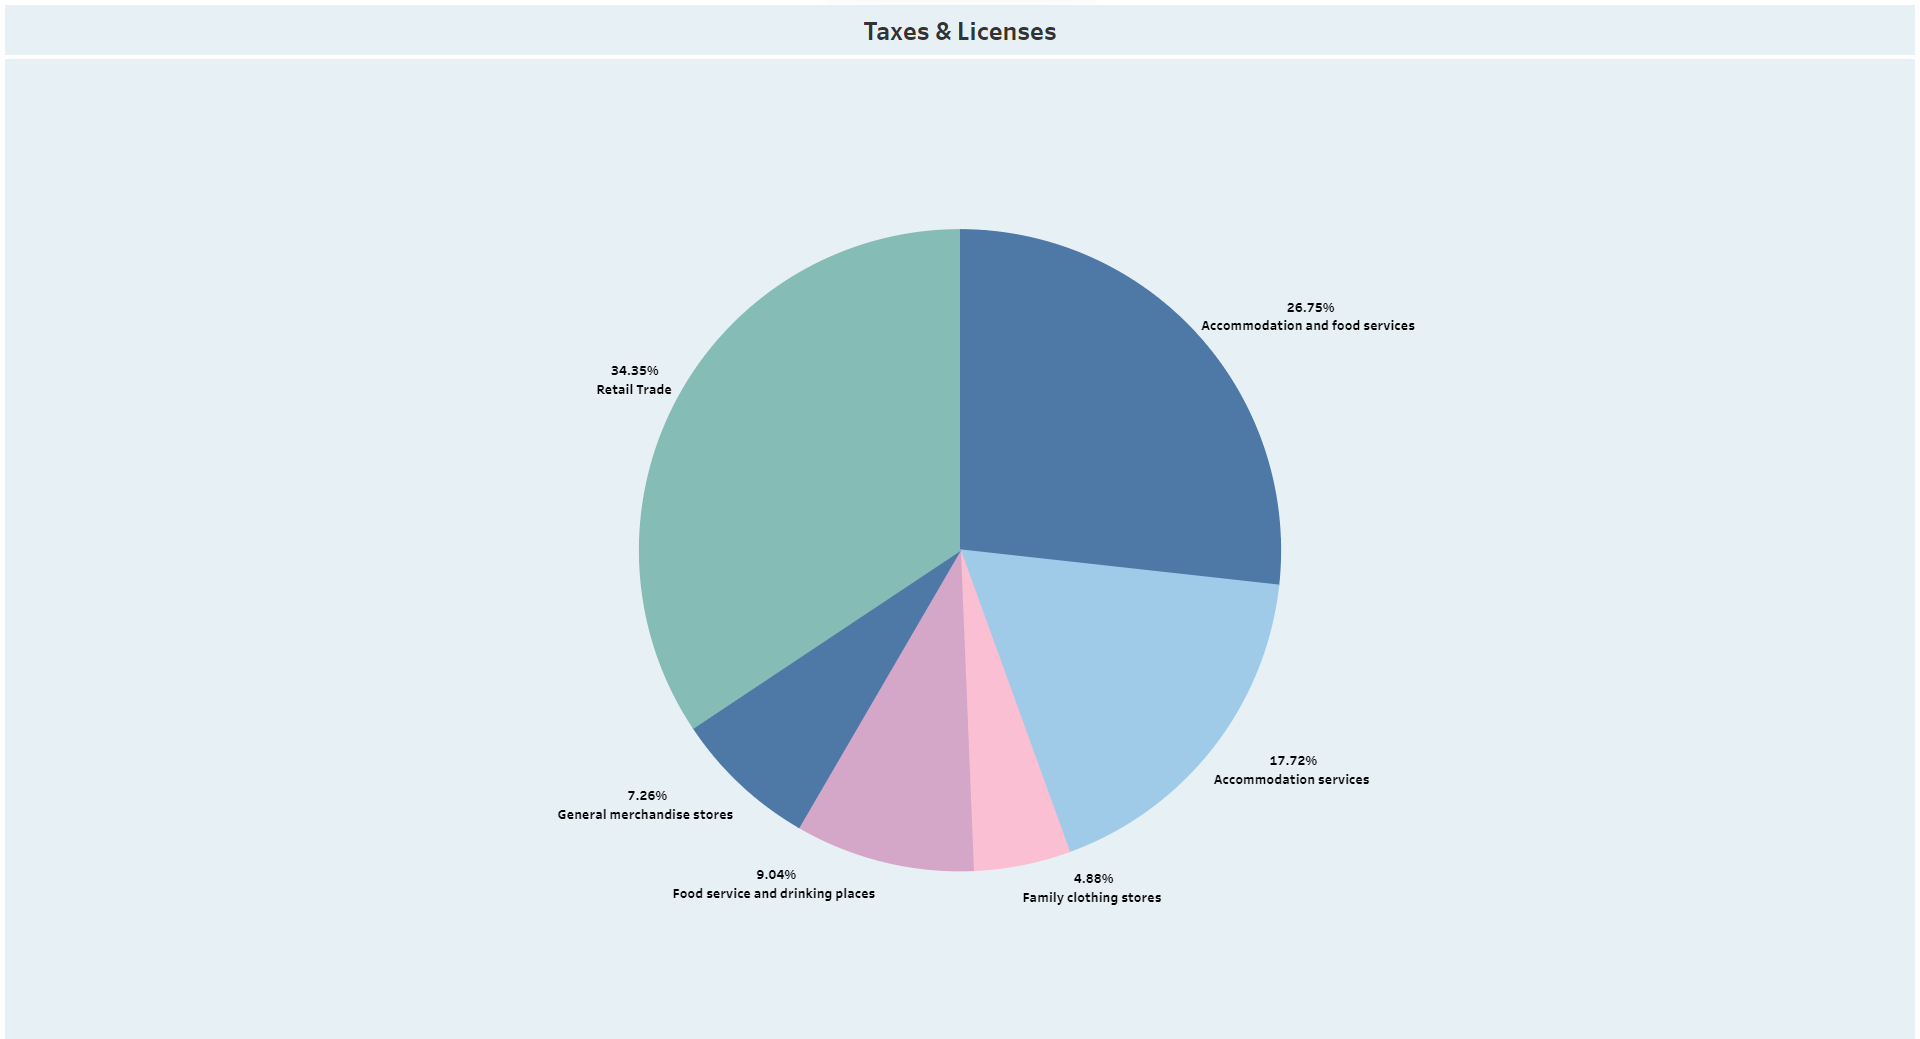 Taxes & Licenses
26.75%
Accommodation and food services
34.35%
Retail Trade
17.72%
Accommodation services
7.26%
General merchandise stores
9.04%
Food service and drinking places
4.88%
Family clothing stores